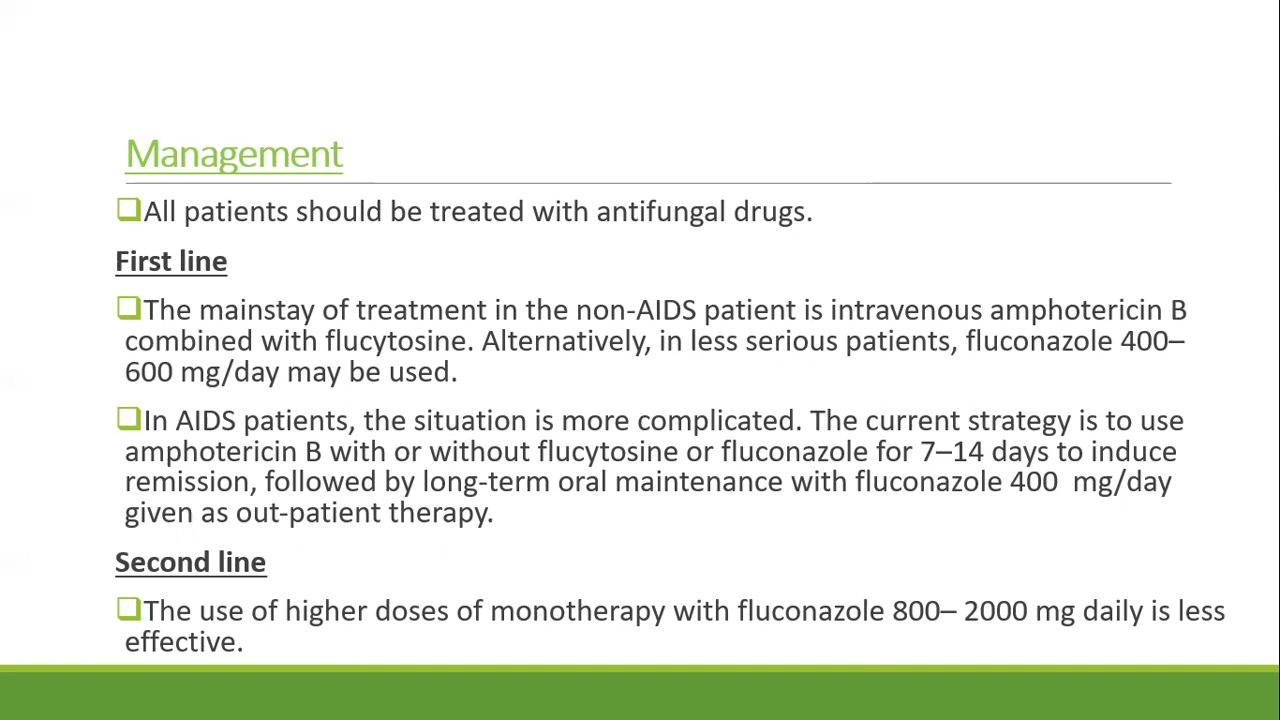 Management
❑All patients should be treated with antifungal drugs.
First line
❑The mainstay of treatment in the non-AIDS patient is intravenous amphotericin B
combined with flucytosine. Alternatively, in less serious patients, fluconazole 400–
600 mg/day may be used.
❑In AIDS patients, the situation is more complicated. The current strategy is to use
amphotericin B with or without flucytosine or fluconazole for 7–14 days to induce
remission, followed by long-term oral maintenance with fluconazole 400  mg/day
given as out-patient therapy.
Second line
❑The use of higher doses of monotherapy with fluconazole 800– 2000 mg daily is less
effective.